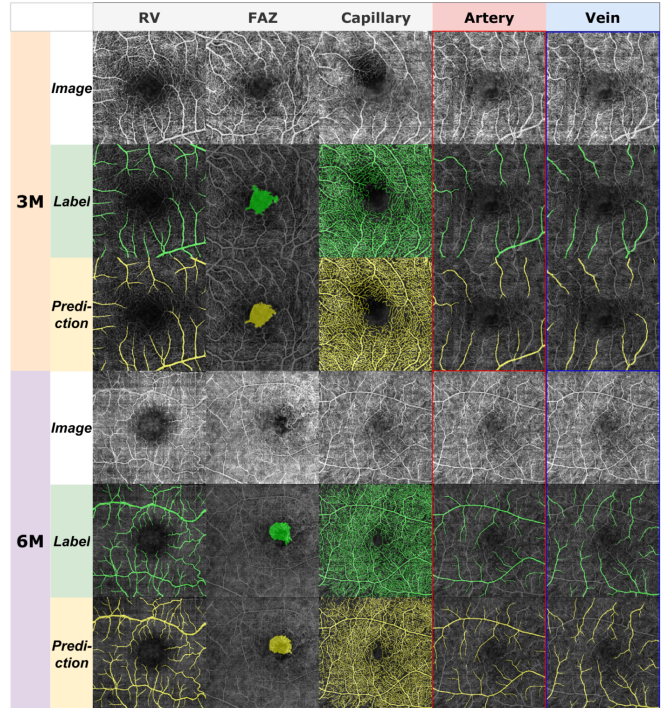 RV FAZ Capillary Artery Vein
3M
Image
Label
Predi-
ction
6M
Image
Label
Predi-
ction